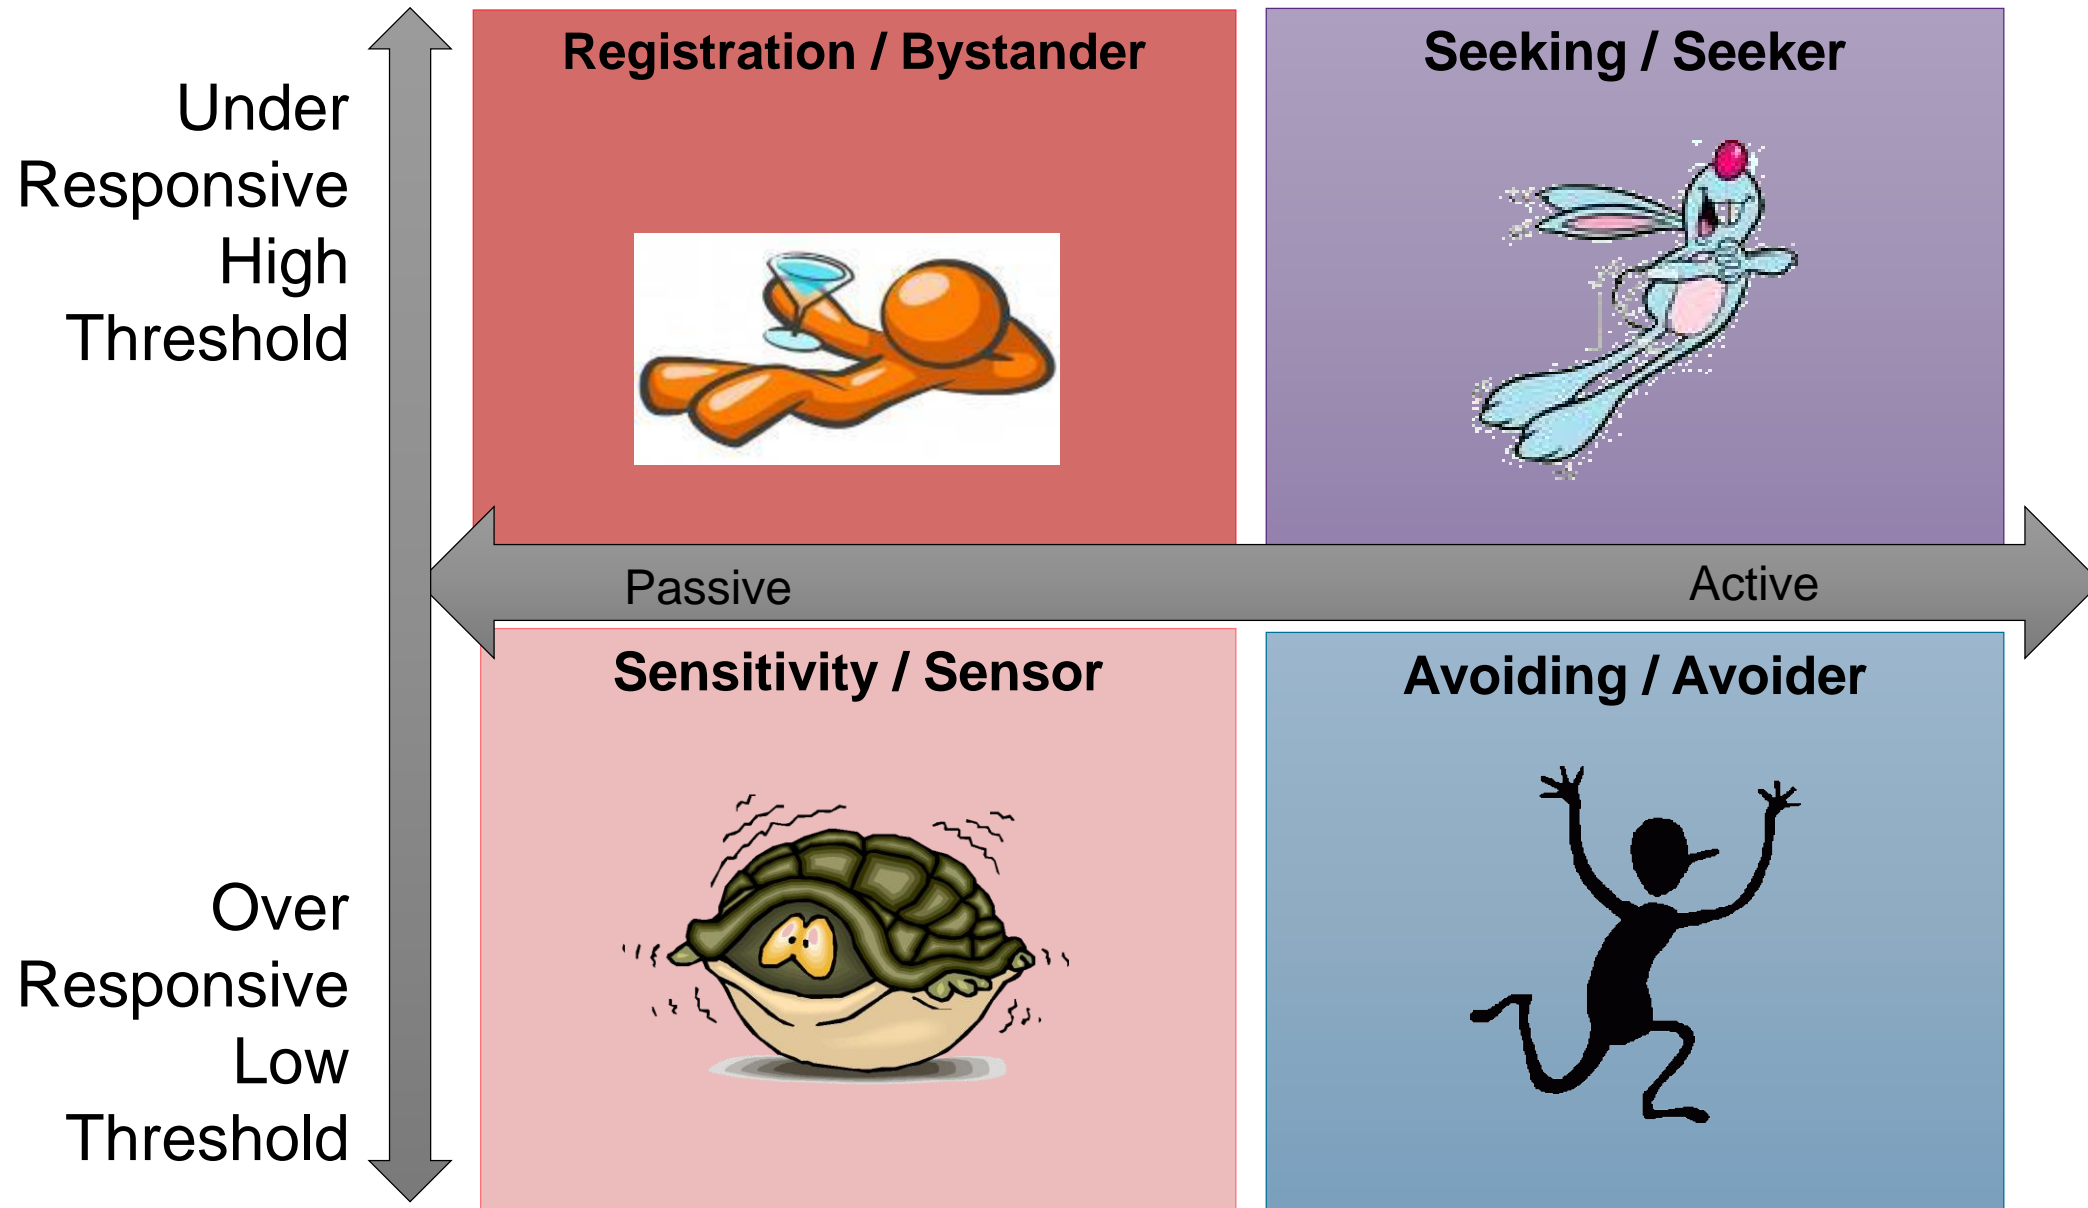 Registration / Bystander
Seeking / Seeker
Under
Responsive
High
Threshold
Passive
Active
Sensitivity / Sensor
Avoiding / Avoider
Over
Responsive
Low
Threshold